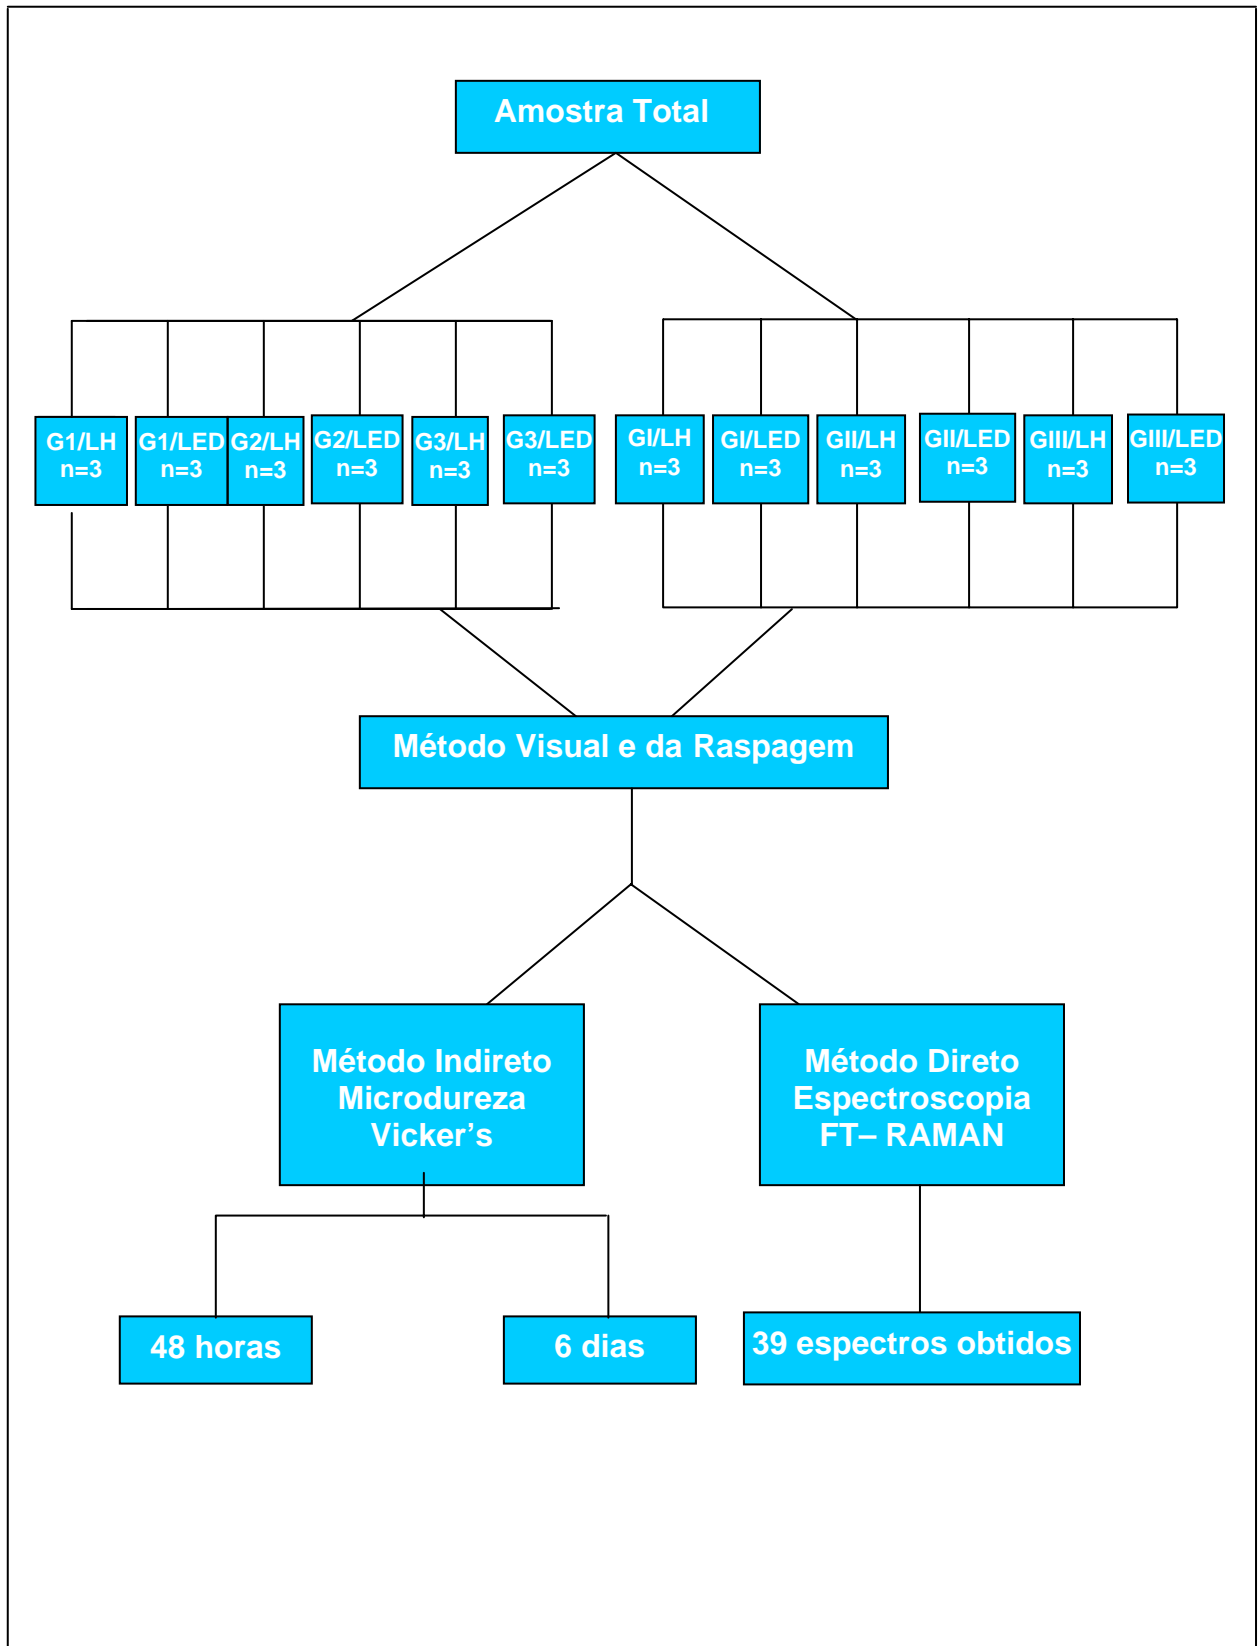 Amostra Total
G1/LH
n=3
G1/LED
n=3
G2/LH
n=3
G2/LED
n=3
G3/LH
n=3
G3/LED
n=3
GI/LH
n=3
GI/LED
n=3
GII/LH
n=3
GII/LED
n=3
GIII/LH
n=3
GIII/LED
n=3
Método Visual e da Raspagem
Método Indireto
Microdureza
Vicker’s
Método Direto
Espectroscopia
FT– RAMAN
48 horas
6 dias
39 espectros obtidos